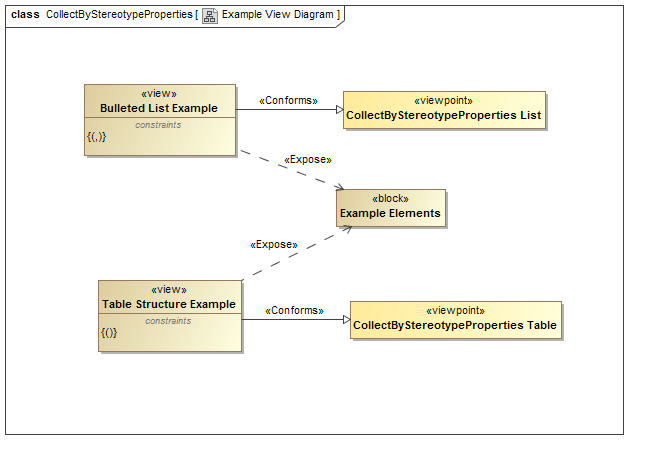 class CollectByStereotypeProperties [ Example View Diagram ]
«view»
Bulleted List Example
constraints
{(,)}
«Conforms»
«viewpoint»
CollectByStereotypeProperties List
«Expose»
«block»
Example Elements
«Expose»
«view»
Table Structure Example
constraints
{()}
«Conforms»
«viewpoint»
CollectByStereotypeProperties Table